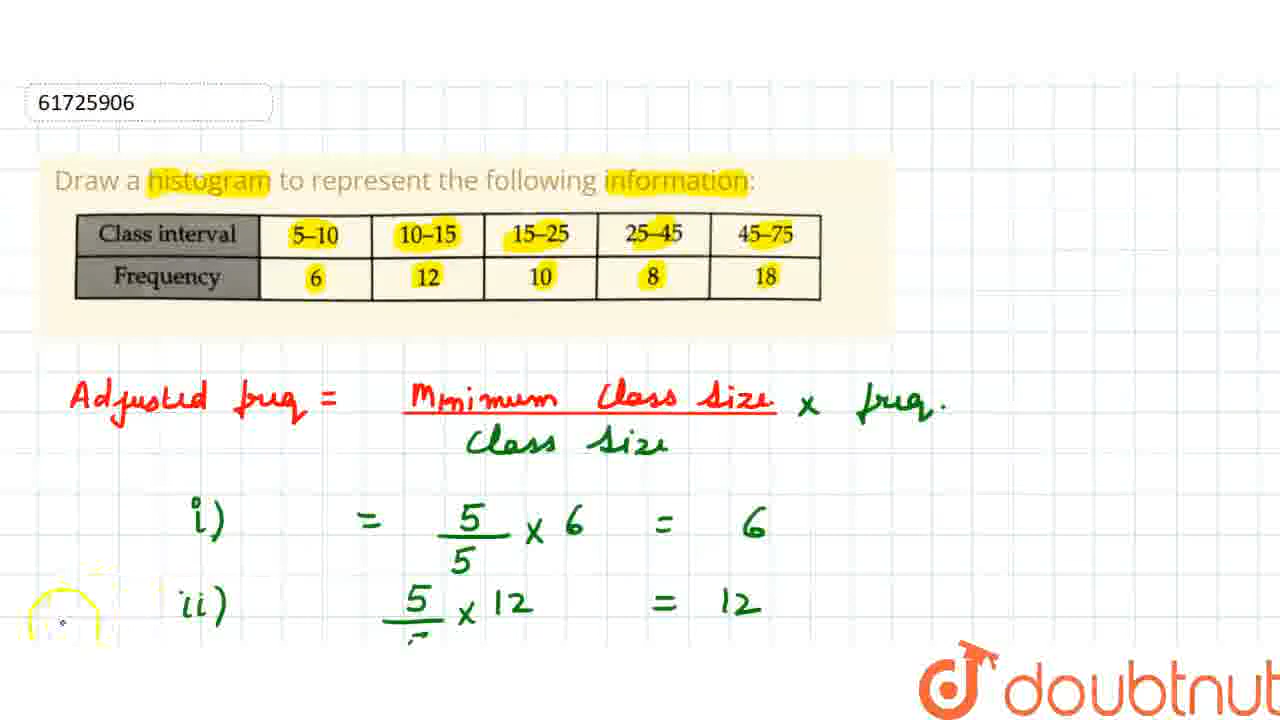 61725906
Draw a histogram to represent the following information:
Class interval 5–10 10–15 15–25 25–45 45–75
Frequency 6 12 10 8 18
Adjusted freq = Minimum Class Size / Class Size × freq.
i) = 5/5 × 6 = 6
ii) 5/5 × 12 = 12
doubtnut